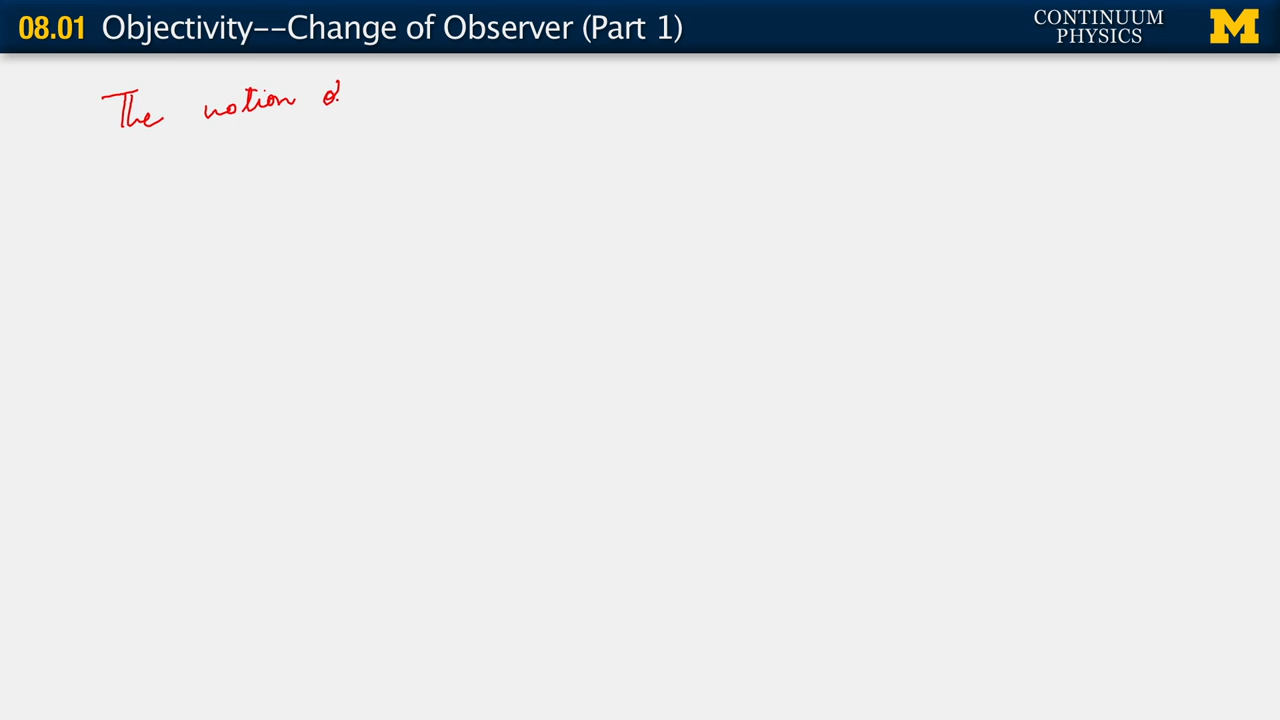 08.01 Objectivity--Change of Observer (Part 1)
CONTINUUM
PHYSICS
M
The notion